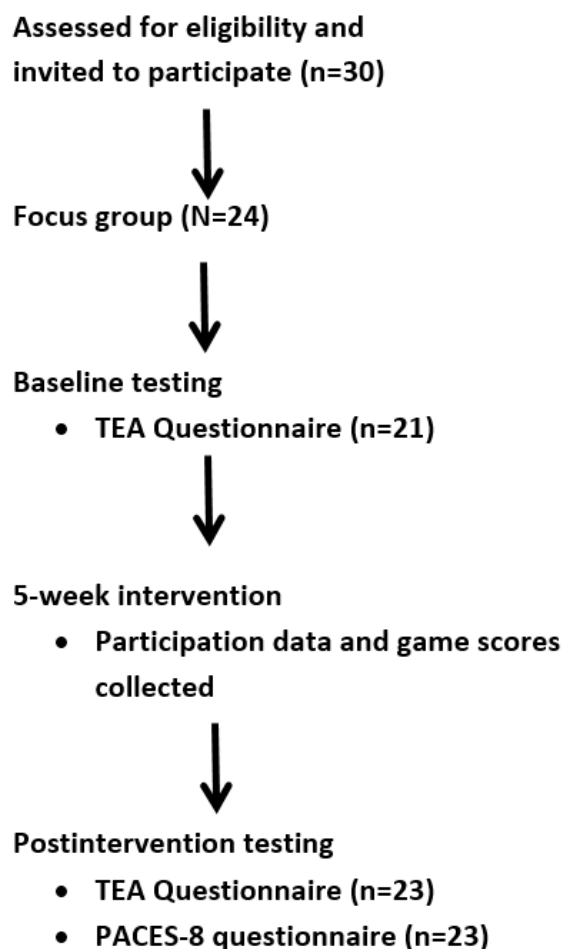 Assessed for eligibility and
invited to participate (n=30)
Focus group (N=24)
Baseline testing
• TEA Questionnaire (n=21)
5-week intervention
• Participation data and game scores
collected
Postintervention testing
• TEA Questionnaire (n=23)
• PACES-8 questionnaire (n=23)